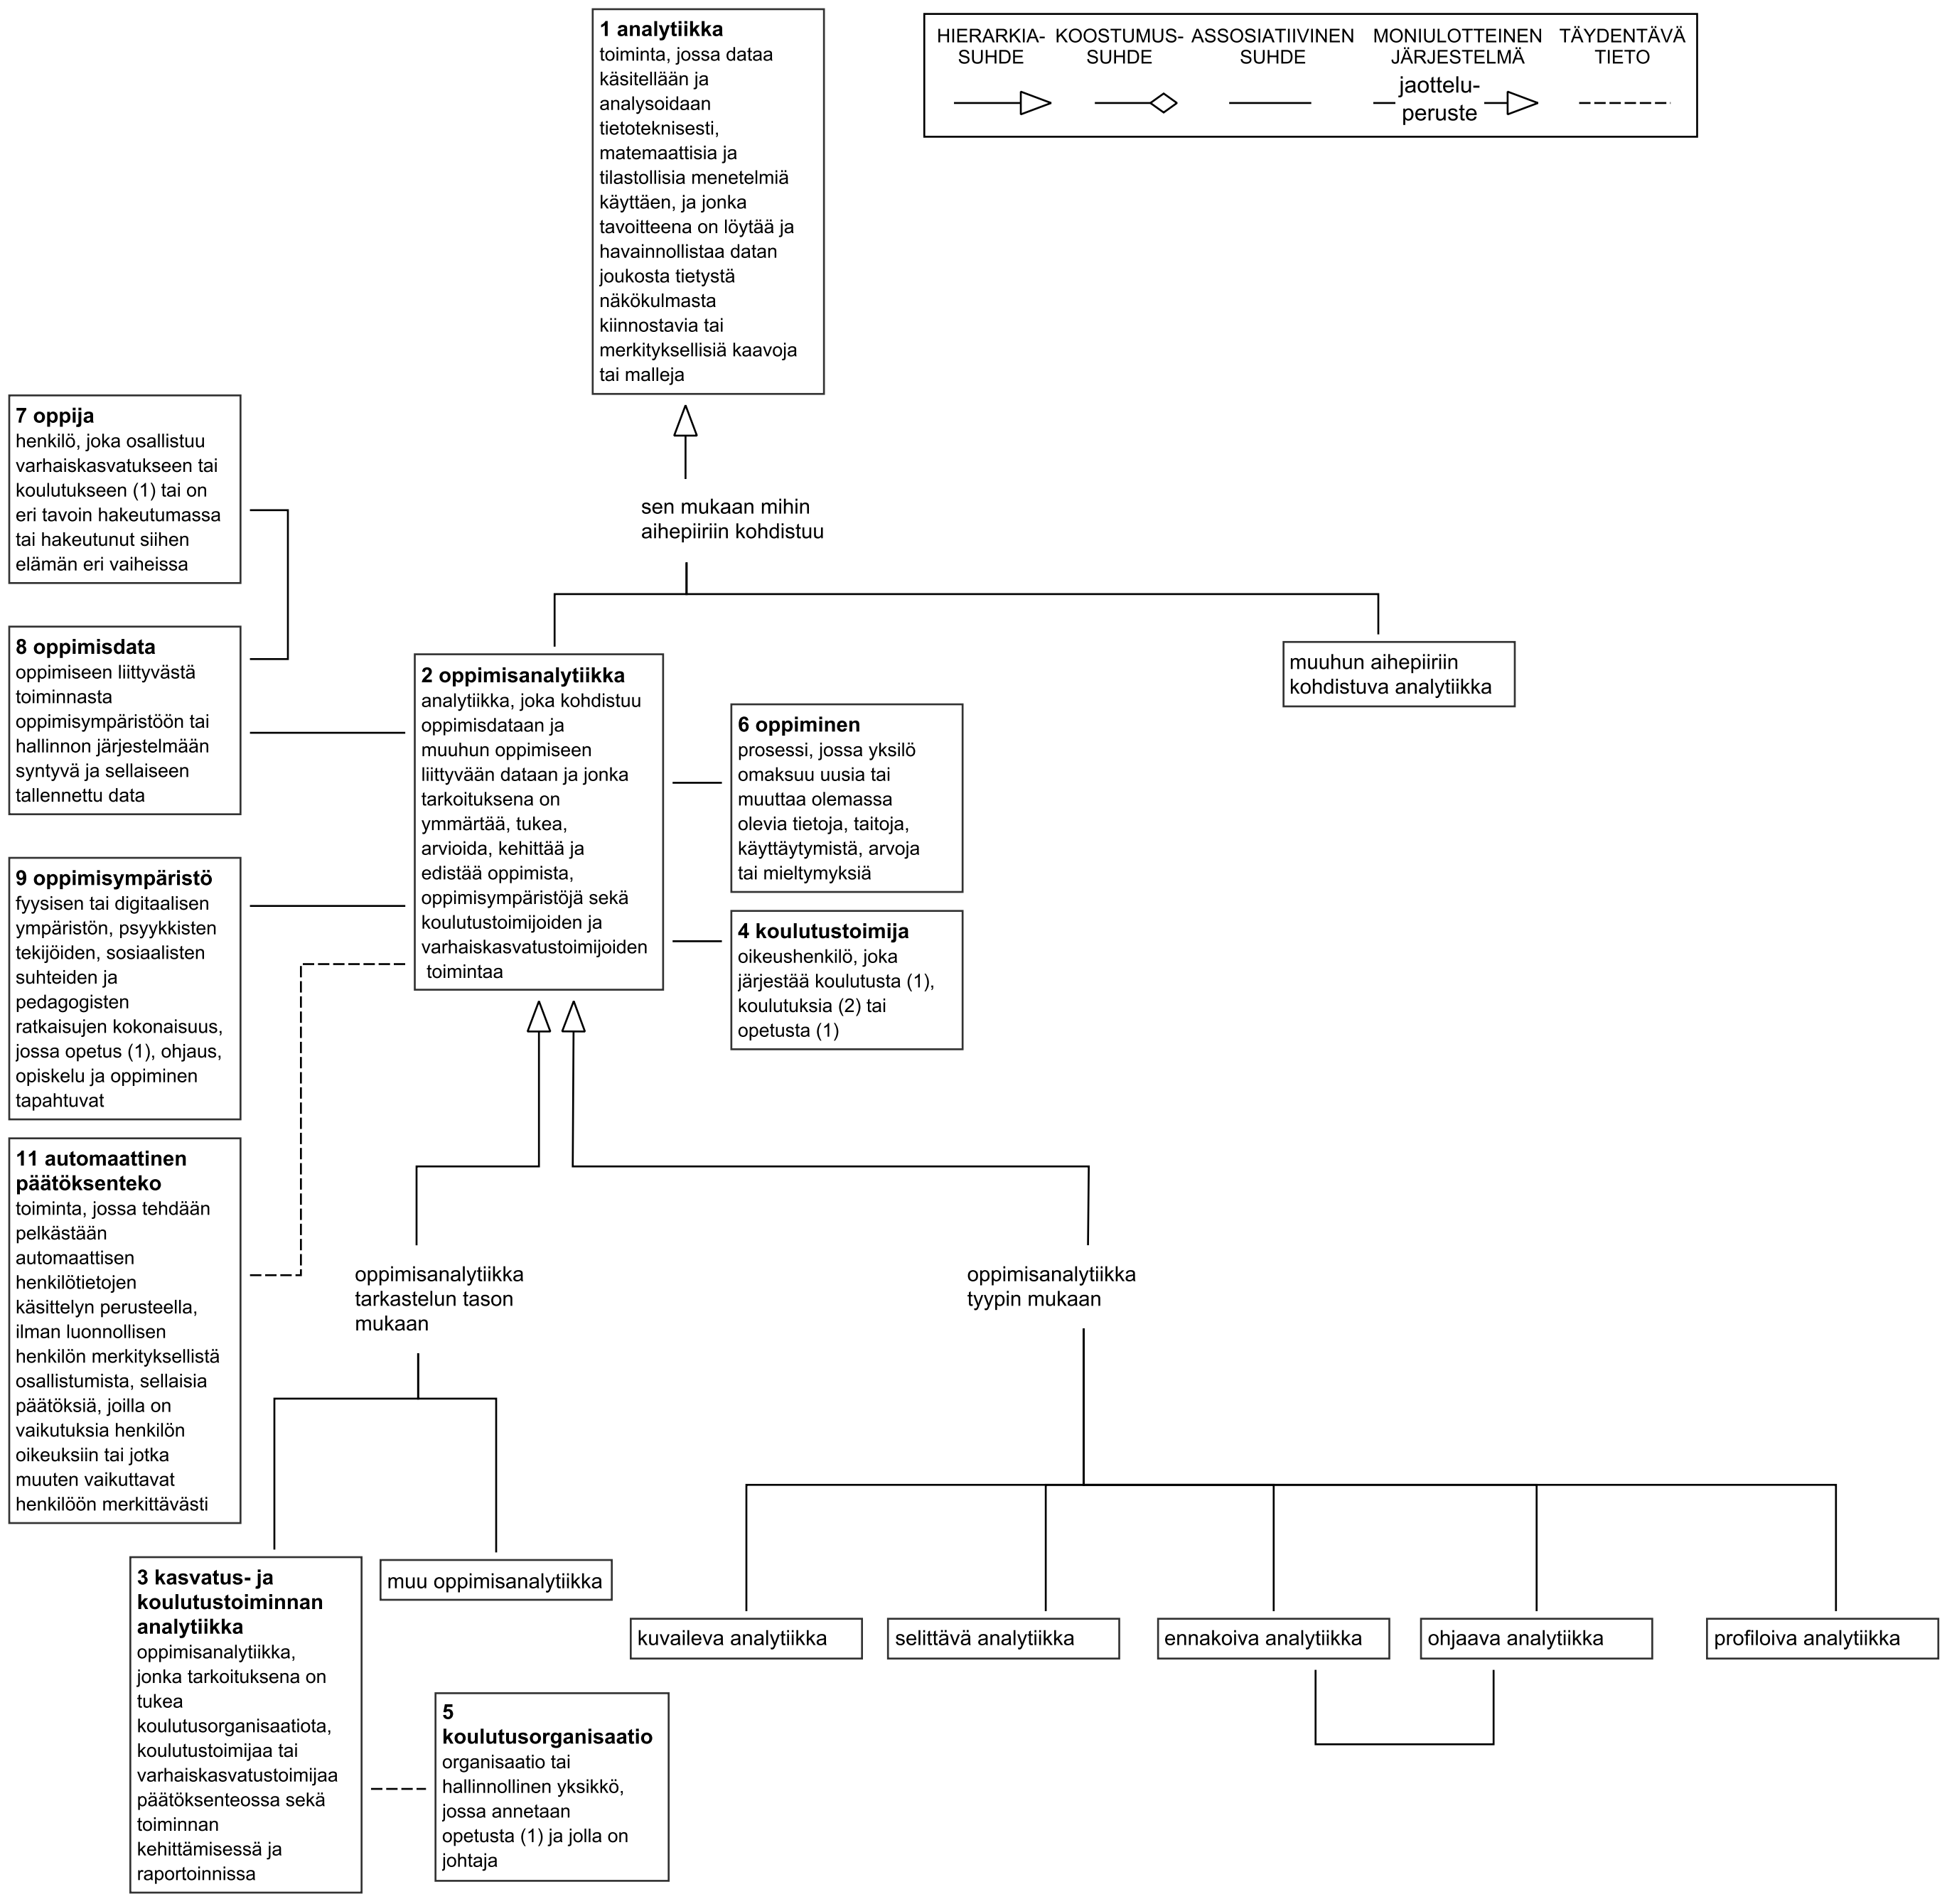 1 analytiikka
toiminta, jossa dataa
käsitellään ja
analysoidaan
tietoteknisesti,
matemaattisia ja
tilastollisia menetelmiä
käyttäen, ja jonka
tavoitteena on löytää ja
havainnollistaa datan
joukosta tietystä
näkökulmasta
kiinnostavia tai
merkityksellisiä kaavoja
tai malleja
HIERARKIA-
SUHDE
KOOSTUMUS-
SUHDE
ASSOSIATIIVINEN
SUHDE
MONIULOTTEINEN
JÄRJESTELMÄ
jaottelu-
peruste
TÄYDENTÄVÄ
TIETO
7 oppija
henkilö, joka osallistuu
varhaiskasvatukseen tai
koulutukseen (1) tai on
eri tavoin hakeutumassa
tai hakeutunut siihen
elämän eri vaiheissa
sen mukaan mihin
aihepiiriin kohdistuu
8 oppimisdata
oppimiseen liittyvästä
toiminnasta
oppimisympäristöön tai
hallinnon järjestelmään
syntyvä ja sellaiseen
tallennettu data
2 oppimisanalytiikka
analytiikka, joka kohdistuu
oppimisdataan ja
muuhun oppimiseen
liittyvään dataan ja jonka
tarkoituksena on
ymmärtää, tukea,
arvioida, kehittää ja
edistää oppimista,
oppimisympäristöjä sekä
koulutustoimijoiden ja
varhaiskasvatustoimijoiden
toimintaa
muuhun aihepiiriin
kohdistuva analytiikka
6 oppiminen
prosessi, jossa yksilö
omaksuu uusia tai
muuttaa olemassa
olevia tietoja, taitoja,
käyttäytymistä, arvoja
tai mieltymyksiä
9 oppimisympäristö
fyysisen tai digitaalisen
ympäristön, psyykkisten
tekijöiden, sosiaalisten
suhteiden ja
pedagogisten
ratkaisujen kokonaisuus,
jossa opetus (1), ohjaus,
opiskelu ja oppiminen
tapahtuvat
4 koulutustoimija
oikeushenkilö, joka
järjestää koulutusta (1),
koulutuksia (2) tai
opetusta (1)
11 automaattinen
päätöksenteko
toiminta, jossa tehdään
pelkästään
automaattisen
henkilötietojen
käsittelyn perusteella,
ilman luonnollisen
henkilön merkityksellistä
osallistumista, sellaisia
päätöksiä, joilla on
vaikutuksia henkilön
oikeuksiin tai jotka
muuten vaikuttavat
henkilöön merkittävästi
oppimisanalytiikka
tarkastelun tason
mukaan
oppimisanalytiikka
tyypin mukaan
3 kasvatus- ja
koulutustoiminnan
analytiikka
oppimisanalytiikka,
jonka tarkoituksena on
tukea
koulutusorganisaatiota,
koulutustoimijaa tai
varhaiskasvatustoimijaa
päätöksenteossa sekä
toiminnan
kehittämisessä ja
raportoinnissa
muu oppimisanalytiikka
kuvaileva analytiikka
selittävä analytiikka
ennakoiva analytiikka
ohjaava analytiikka
profiloiva analytiikka
5
koulutusorganisaatio
organisaatio tai
hallinnollinen yksikkö,
jossa annetaan
opetusta (1) ja jolla on
johtaja